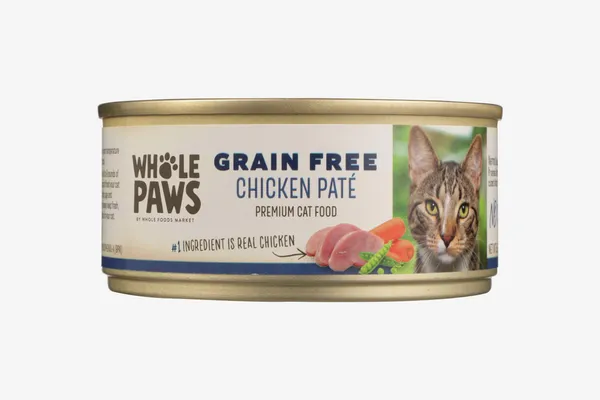 WHOLE
PAWS
BY WHOLE FOODS MARKET
GRAIN FREE
CHICKEN PATÉ
PREMIUM CAT FOOD
#1 INGREDIENT IS REAL CHICKEN